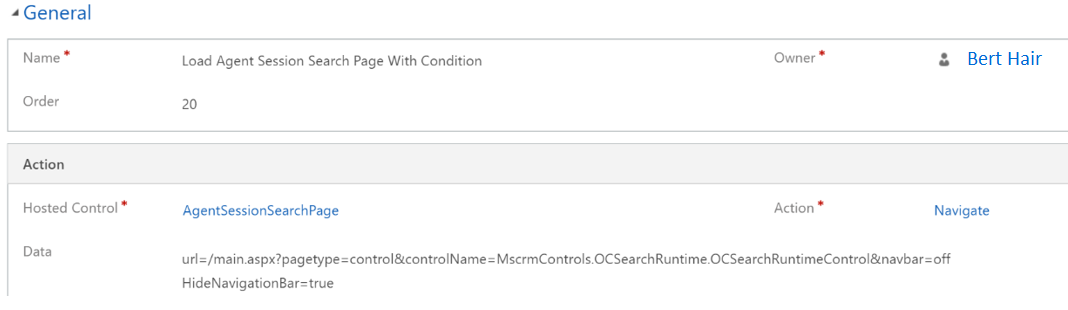 General
Name * Load Agent Session Search Page With Condition Owner * Bert Hair
Order 20
Action
Hosted Control * AgentSessionSearchPage Action * Navigate
Data url=/main.aspx?pagetype=control&controlName=MscrmControls.OCSearchRuntime.OCSearchRuntimeControl&navbar=off
HideNavigationBar=true